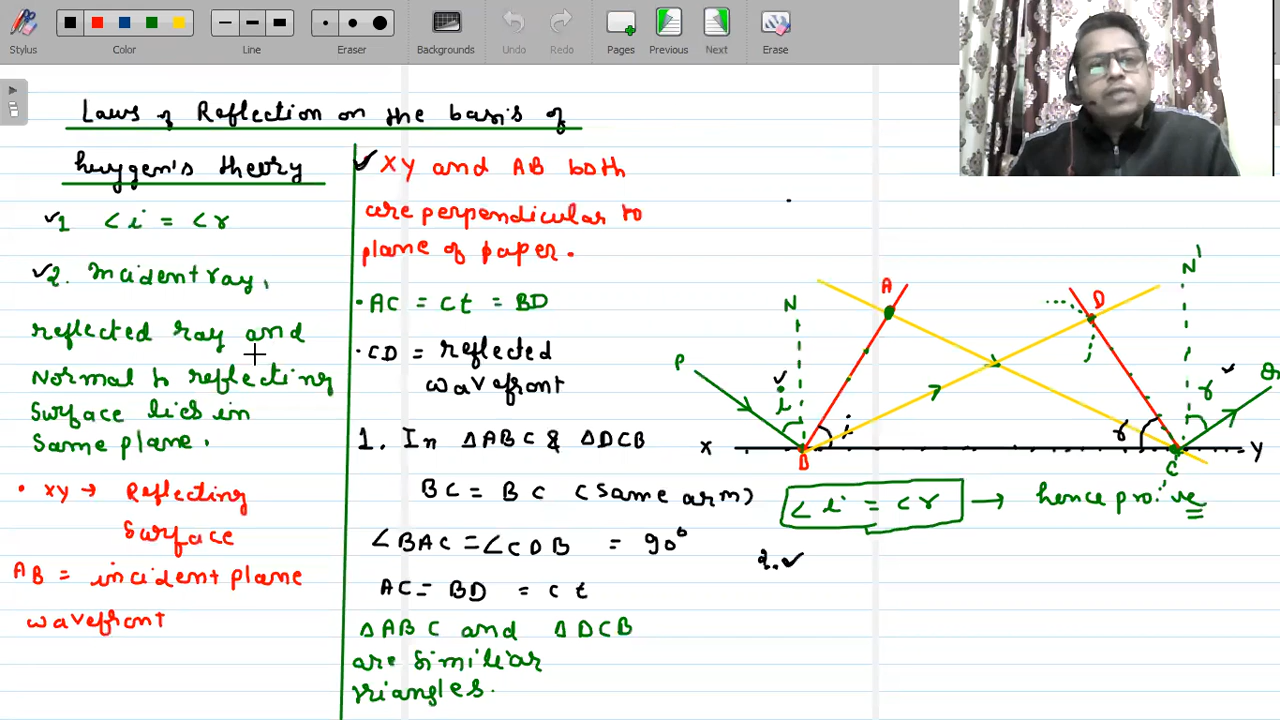 Stylus
Color
Line
Eraser
Backgrounds
Undo
Redo
Pages
Previous
Next
Erase
Laws of Reflection on the basis of
huygen's theory
1 ∠i = ∠r
2. Incident ray,
reflected ray and
Normal to reflecting
Surface lies in
Same plane.
• XY → Reflecting
Surface
AB = incident plane
wavefront
XY and AB both
are perpendicular to
plane of paper.
• AC = ct = BD
• CD = reflected
wavefront
1. In ΔABC & ΔDCB
BC = BC (same arm)
∠BAC = ∠CDB = 90°
AC = BD = ct
ΔABC and ΔDCB
are similiar
triangles.
N'
A
N
D
P
i
r
Q
X
i
r
Y
B
C
∠i = ∠r → hence prove
2.